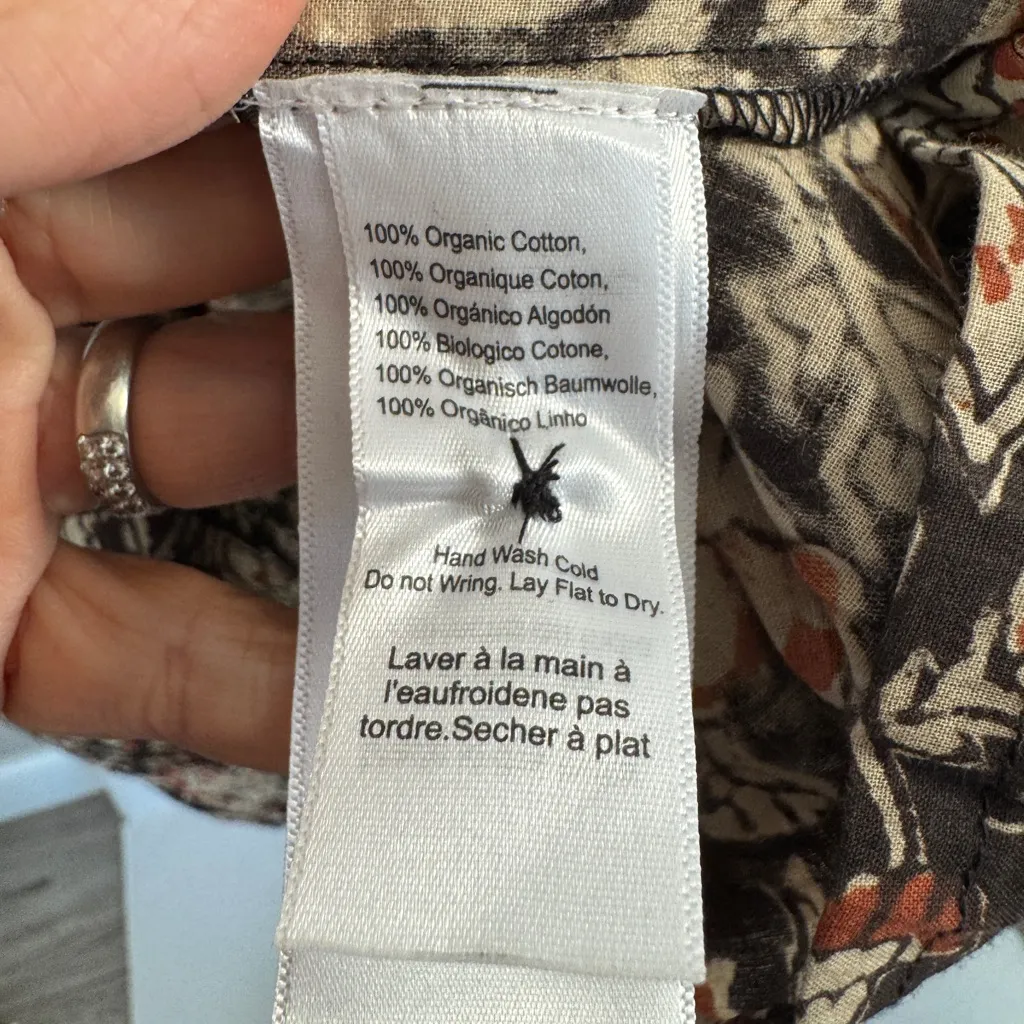 100% Organic Cotton,
100% Organique Coton,
100% Orgánico Algodón
100% Biologico Cotone,
100% Organisch Baumwolle,
100% Orgânico Linho
Hand Wash Cold
Do not Wring. Lay Flat to Dry.
Laver à la main à
l'eaufroidene pas
tordre.Secher à plat